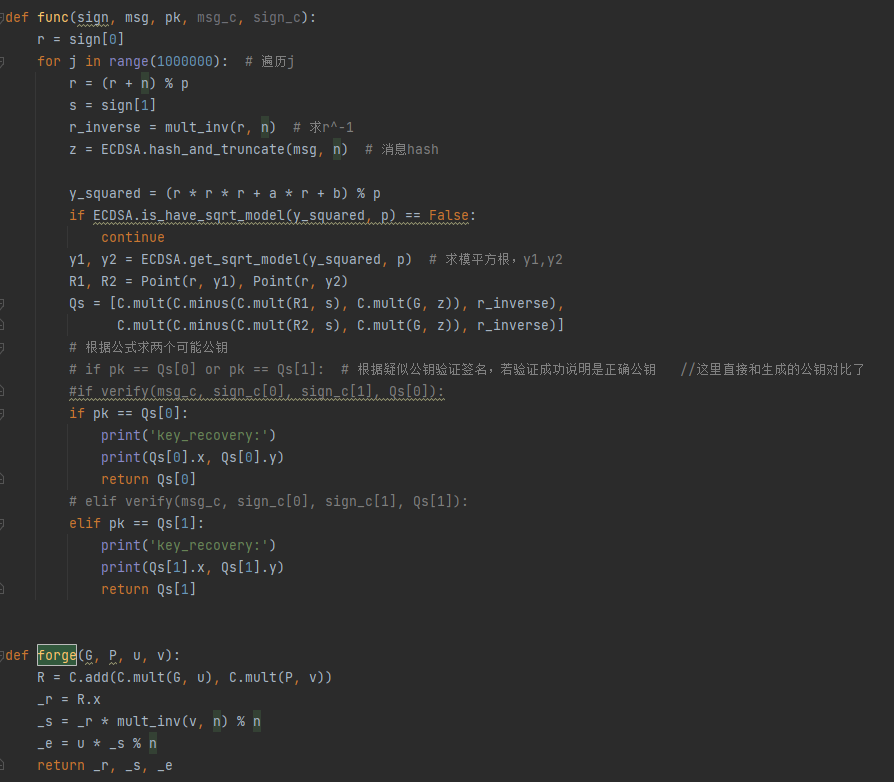 def func(sign, msg, pk, msg_c, sign_c):
    r = sign[0]
    for j in range(1000000):  # 遍历j
        r = (r + n) % p
        s = sign[1]
        r_inverse = mult_inv(r, n)  # 求r^-1
        z = ECDSA.hash_and_truncate(msg, n)  # 消息hash

        y_squared = (r * r * r + a * r + b) % p
        if ECDSA.is_have_sqrt_model(y_squared, p) == False:
            continue
        y1, y2 = ECDSA.get_sqrt_model(y_squared, p)  # 求模平方根，y1,y2
        R1, R2 = Point(r, y1), Point(r, y2)
        Qs = [C.mult(C.minus(C.mult(R1, s), C.mult(G, z)), r_inverse),
              C.mult(C.minus(C.mult(R2, s), C.mult(G, z)), r_inverse)]
        # 根据公式求两个可能公钥
        # if pk == Qs[0] or pk == Qs[1]:  # 根据疑似公钥验证签名，若验证成功说明是正确公钥   //这里直接和生成的公钥对比了
        #if verify(msg_c, sign_c[0], sign_c[1], Qs[0]):
        if pk == Qs[0]:
            print('key_recovery:')
            print(Qs[0].x, Qs[0].y)
            return Qs[0]
        # elif verify(msg_c, sign_c[0], sign_c[1], Qs[1]):
        elif pk == Qs[1]:
            print('key_recovery:')
            print(Qs[1].x, Qs[1].y)
            return Qs[1]


def forge(G, P, u, v):
    R = C.add(C.mult(G, u), C.mult(P, v))
    _r = R.x
    _s = _r * mult_inv(v, n) % n
    _e = u * _s % n
    return _r, _s, _e